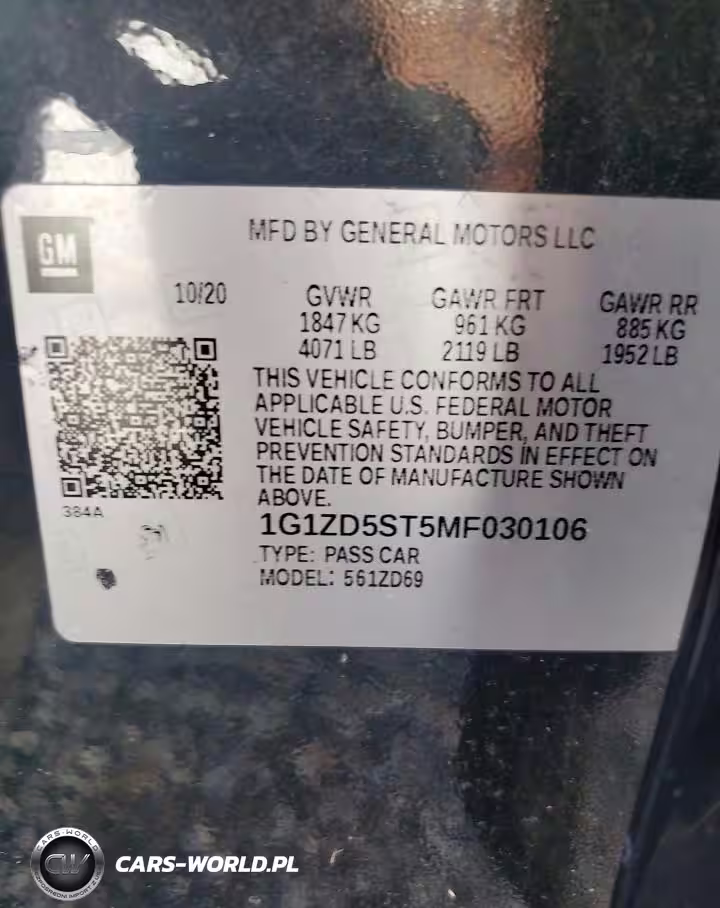 GM
MFD BY GENERAL MOTORS LLC
10/20
GVWR GAWR FRT GAWR RR
1847 KG 961 KG 885 KG
4071 LB 2119 LB 1952 LB
THIS VEHICLE CONFORMS TO ALL
APPLICABLE U.S. FEDERAL MOTOR
VEHICLE SAFETY, BUMPER, AND THEFT
PREVENTION STANDARDS IN EFFECT ON
THE DATE OF MANUFACTURE SHOWN
ABOVE.
384A
1G1ZD5ST5MF030106
TYPE: PASS CAR
MODEL: 561ZD69
CARS-WORLD
CW
CARS-WORLD.PL